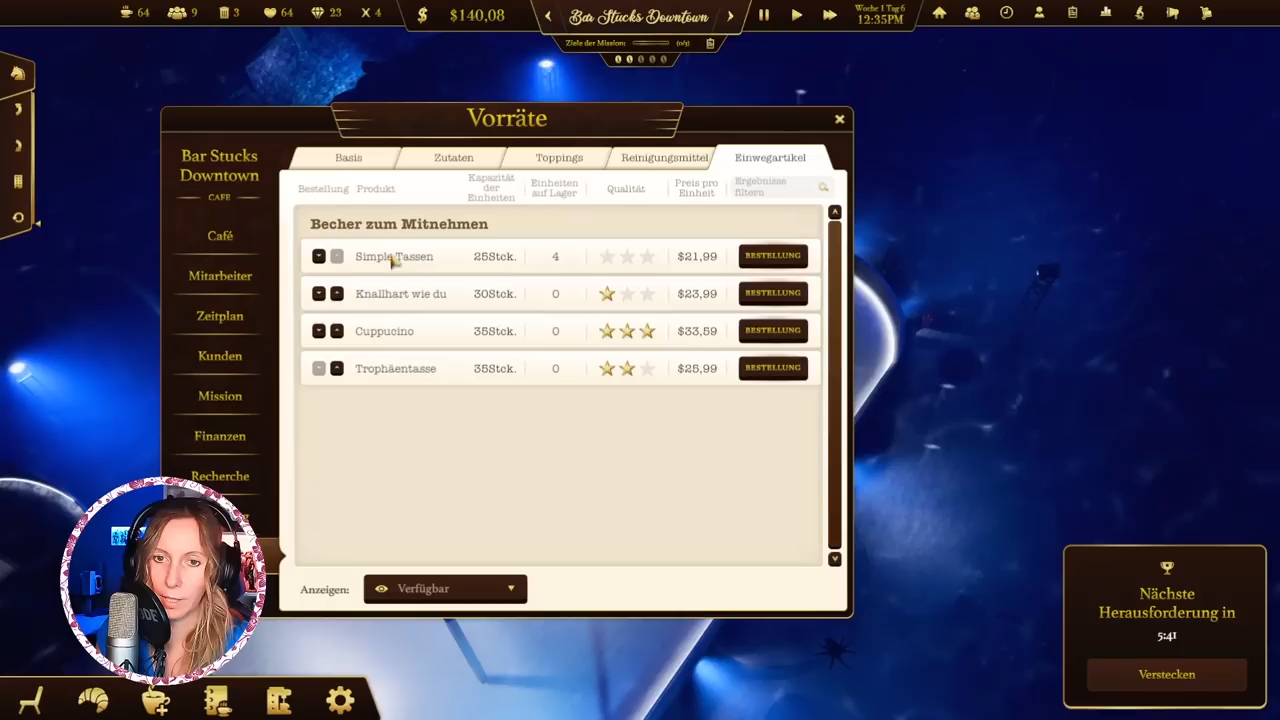 64 9 3 64 23 4
$140,08
Bar Stucks Downtown
Woche 1 Tag 6
12:35PM
Ziele der Mission: (0/1)
Vorräte
Bar Stucks
Downtown
CAFE
Café
Mitarbeiter
Zeitplan
Kunden
Mission
Finanzen
Recherche
Basis
Zutaten
Toppings
Reinigungsmittel
Einwegartikel
Bestellung
Produkt
Kapazität
der
Einheiten
Einheiten
auf Lager
Qualität
Preis pro
Einheit
Ergebnisse
filtern
Becher zum Mitnehmen
Simple Tassen 25Stck. 4 $21,99 BESTELLUNG
Knallhart wie du 30Stck. 0 $23,99 BESTELLUNG
Cuppucino 35Stck. 0 $33,59 BESTELLUNG
Trophäentasse 35Stck. 0 $25,99 BESTELLUNG
Anzeigen: Verfügbar
Nächste
Herausforderung in
5:41
Verstecken